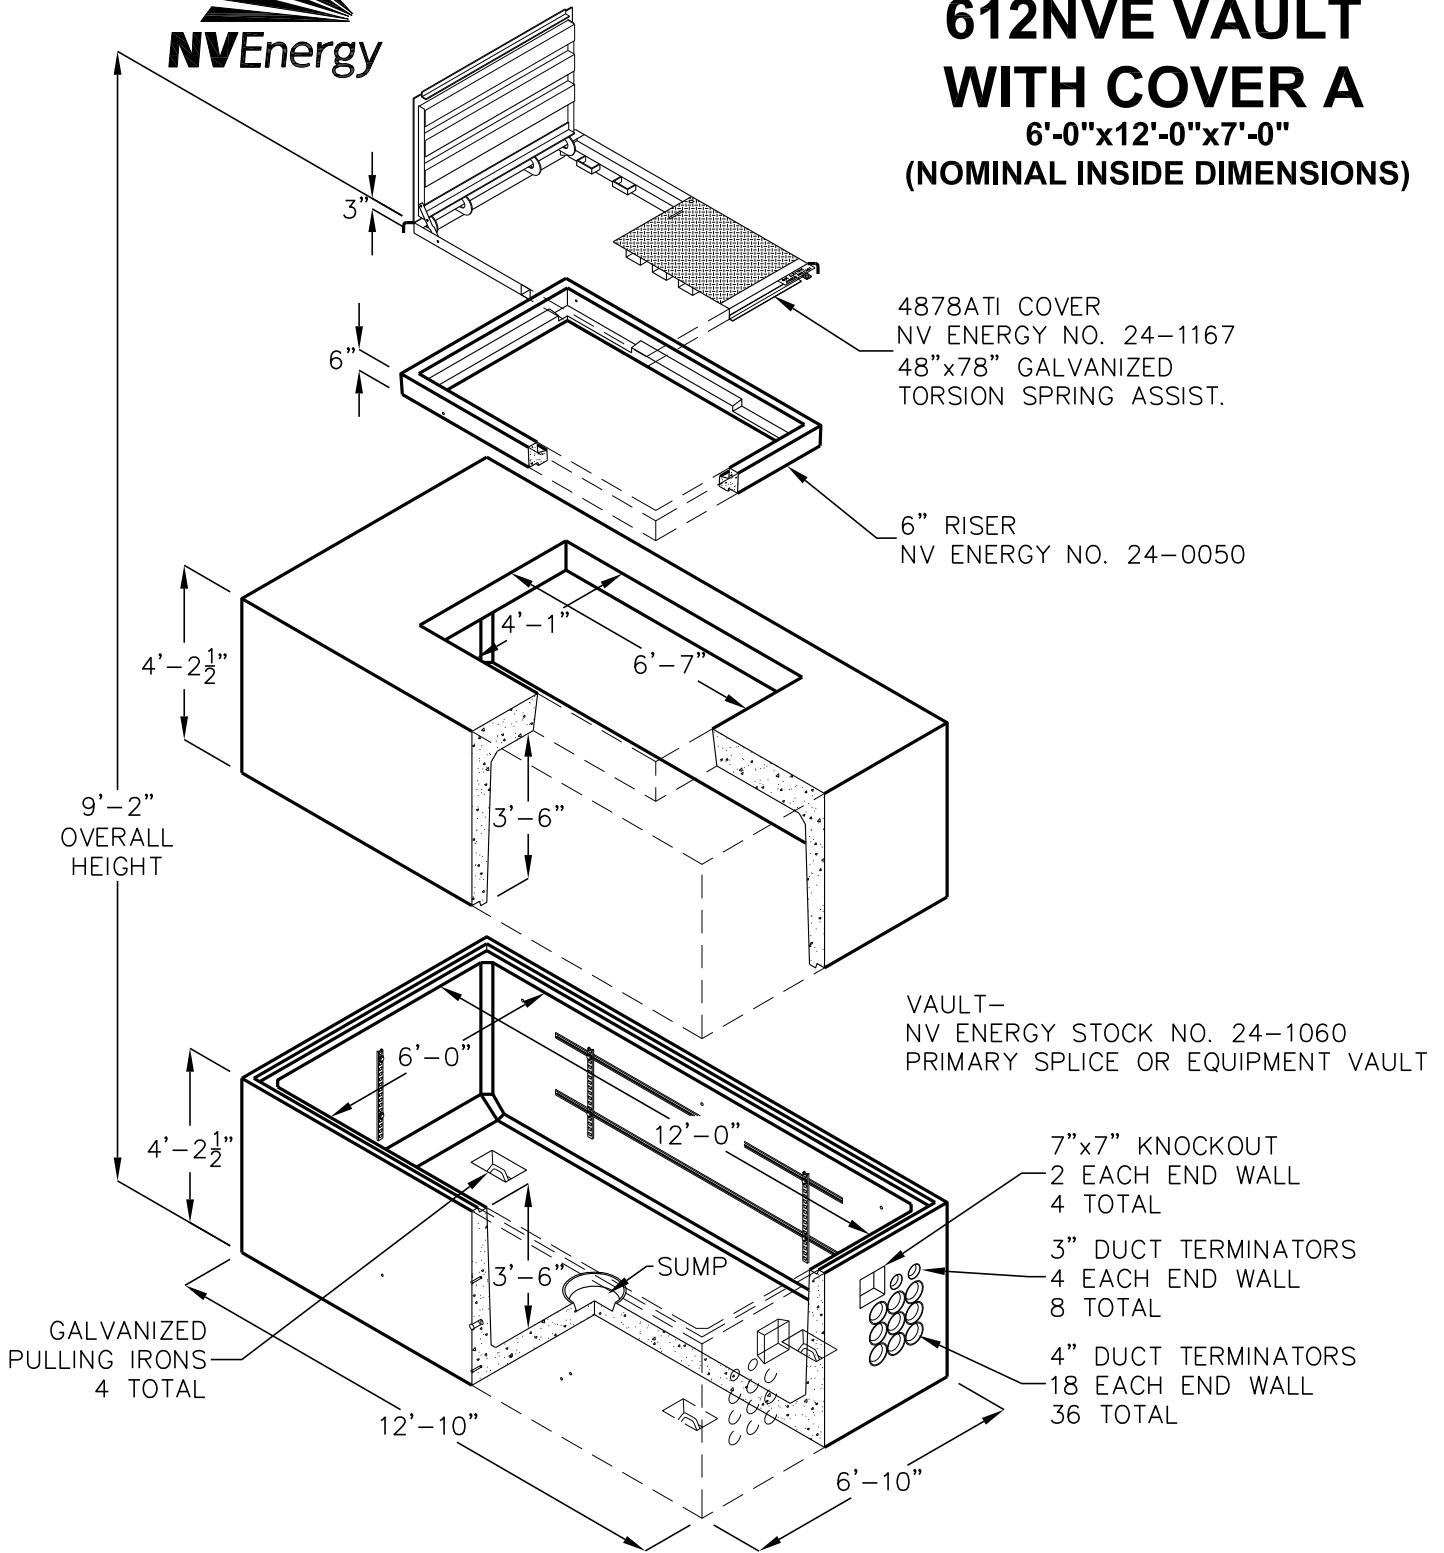 NVEnergy
612NVE VAULT
WITH COVER A
6'-0"x12'-0"x7'-0"
(NOMINAL INSIDE DIMENSIONS)
3"
4878ATI COVER
NV ENERGY NO. 24-1167
48"x78" GALVANIZED
TORSION SPRING ASSIST.
6"
6" RISER
NV ENERGY NO. 24-0050
4'-1"
6'-7"
4'-2½"
3'-6"
9'-2"
OVERALL
HEIGHT
VAULT-
NV ENERGY STOCK NO. 24-1060
PRIMARY SPLICE OR EQUIPMENT VAULT
6'-0"
12'-0"
4'-2½"
7"x7" KNOCKOUT
2 EACH END WALL
4 TOTAL
3" DUCT TERMINATORS
4 EACH END WALL
8 TOTAL
SUMP
3'-6"
GALVANIZED
PULLING IRONS
4 TOTAL
4" DUCT TERMINATORS
18 EACH END WALL
36 TOTAL
12'-10"
6'-10"